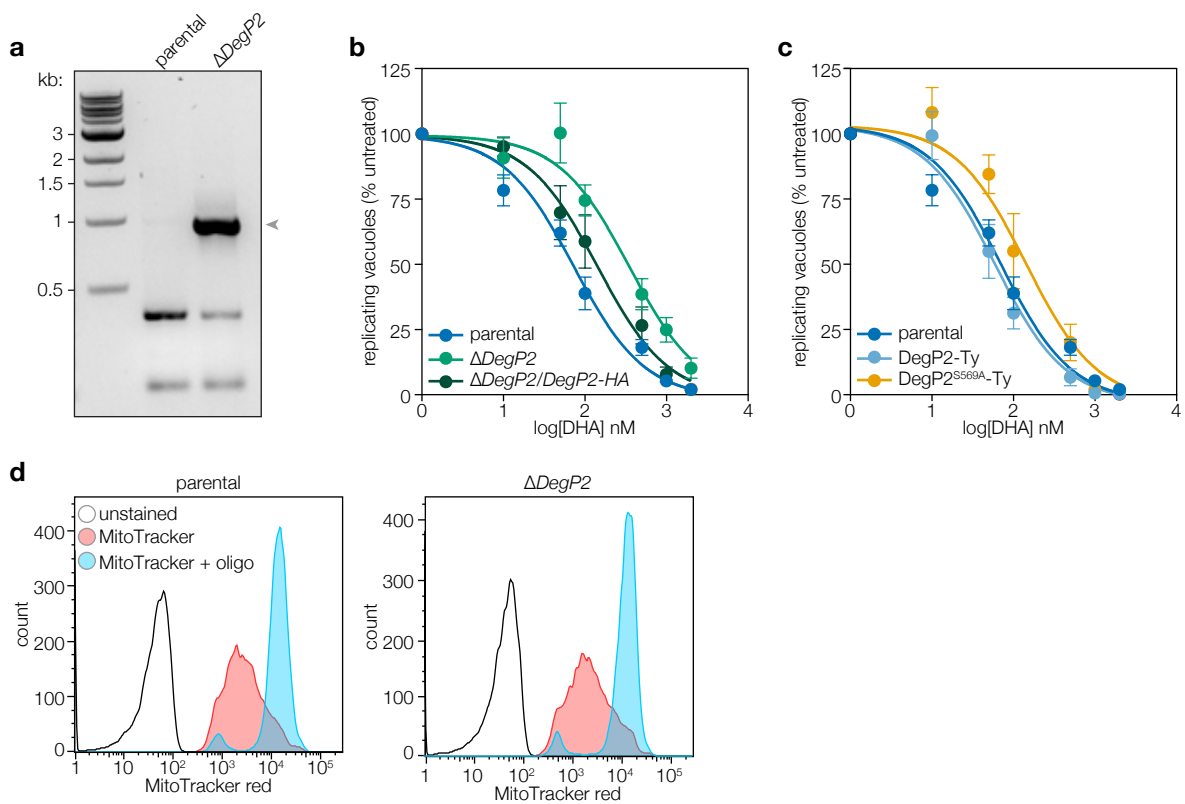 a
parental
ΔDegP2
kb:
3
2
1.5
1
0.5
b
125
100
75
50
25
0
replicating vacuoles (% untreated)
parental
ΔDegP2
ΔDegP2/DegP2-HA
0 1 2 3 4
log[DHA] nM
c
125
100
75
50
25
0
replicating vacuoles (% untreated)
parental
DegP2-Ty
DegP2S569A-Ty
0 1 2 3 4
log[DHA] nM
d
parental
unstained
MitoTracker
MitoTracker + oligo
400
300
200
100
0
count
1 10 10² 10³ 10⁴ 10⁵
MitoTracker red
ΔDegP2
400
300
200
100
0
count
1 10 10² 10³ 10⁴ 10⁵
MitoTracker red